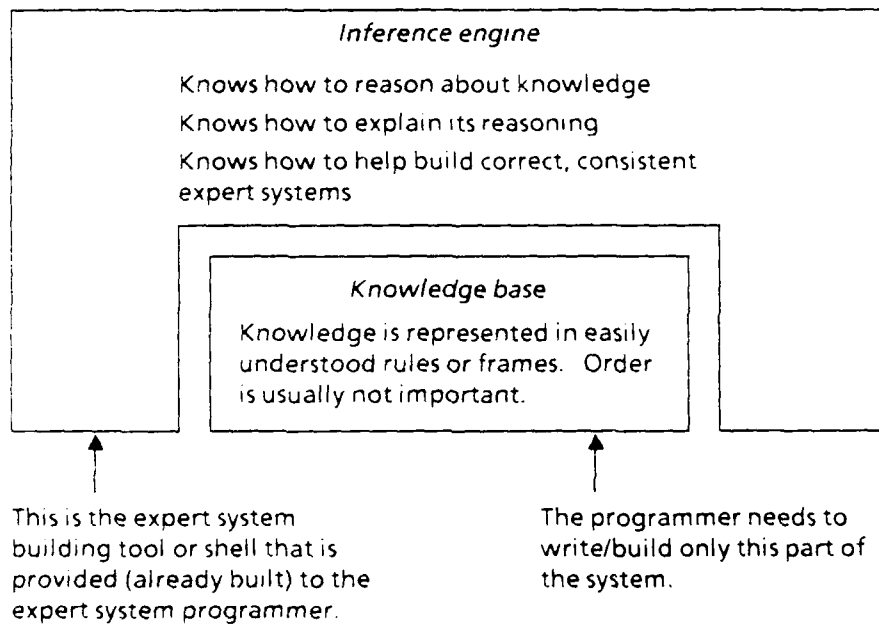 Inference engine
Knows how to reason about knowledge
Knows how to explain its reasoning
Knows how to help build correct, consistent
expert systems
Knowledge base
Knowledge is represented in easily
understood rules or frames. Order
is usually not important.
This is the expert system
building tool or shell that is
provided (already built) to the
expert system programmer.
The programmer needs to
write/build only this part of
the system.